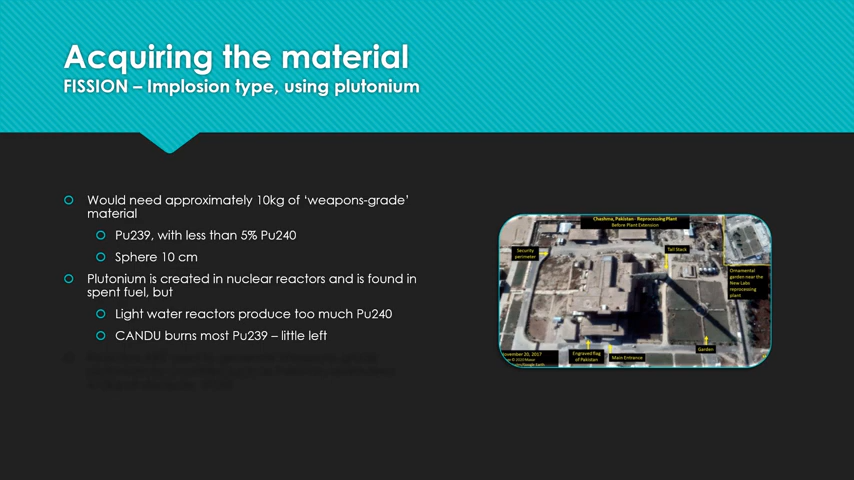 Acquiring the material
FISSION – Implosion type, using plutonium
Would need approximately 10kg of ‘weapons-grade’
material
Pu239, with less than 5% Pu240
Sphere 10 cm
Plutonium is created in nuclear reactors and is found in
spent fuel, but
Light water reactors produce too much Pu240
CANDU burns most Pu239 – little left
Chashma, Pakistan - Reprocessing Plant
Before Plant Extension
Security
perimeter
Tall Stack
Ornamental
garden near the
New Labs
reprocessing
plant
Garden
Engraved flag
of Pakistan
Main Entrance
November 20, 2017